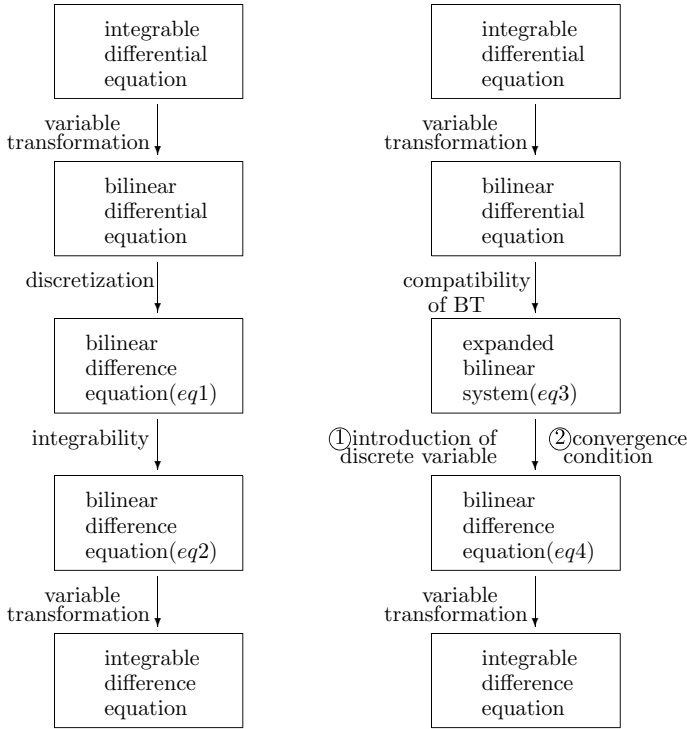 integrable
differential
equation
variable
transformation
bilinear
differential
equation
discretization
bilinear
difference
equation(eq1)
integrability
bilinear
difference
equation(eq2)
variable
transformation
integrable
difference
equation
integrable
differential
equation
variable
transformation
bilinear
differential
equation
compatibility
of BT
expanded
bilinear
system(eq3)
①introduction of
discrete variable
②convergence
condition
bilinear
difference
equation(eq4)
variable
transformation
integrable
difference
equation